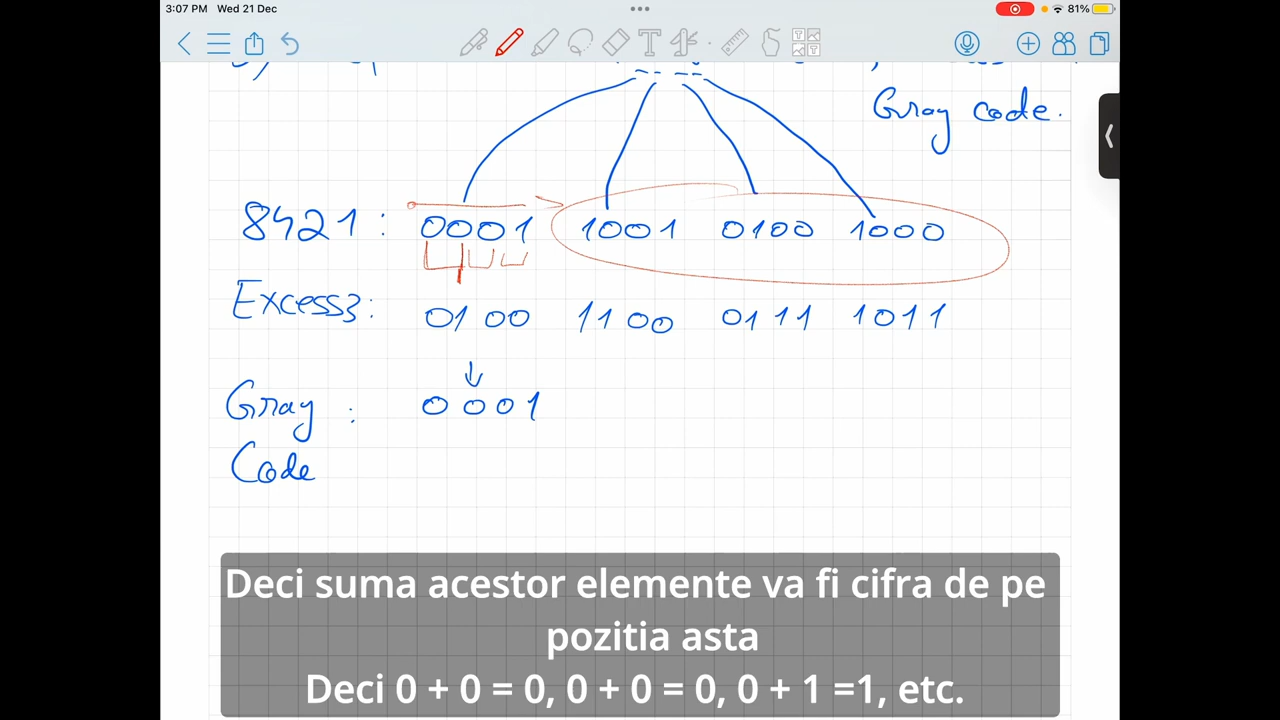 3:07 PM Wed 21 Dec
81%
Gray code.
8421 : 0001 1001 0100 1000
Excess3: 0100 1100 0111 1011
Gray : 0001
Code
Deci suma acestor elemente va fi cifra de pe
pozitia asta
Deci 0 + 0 = 0, 0 + 0 = 0, 0 + 1 =1, etc.